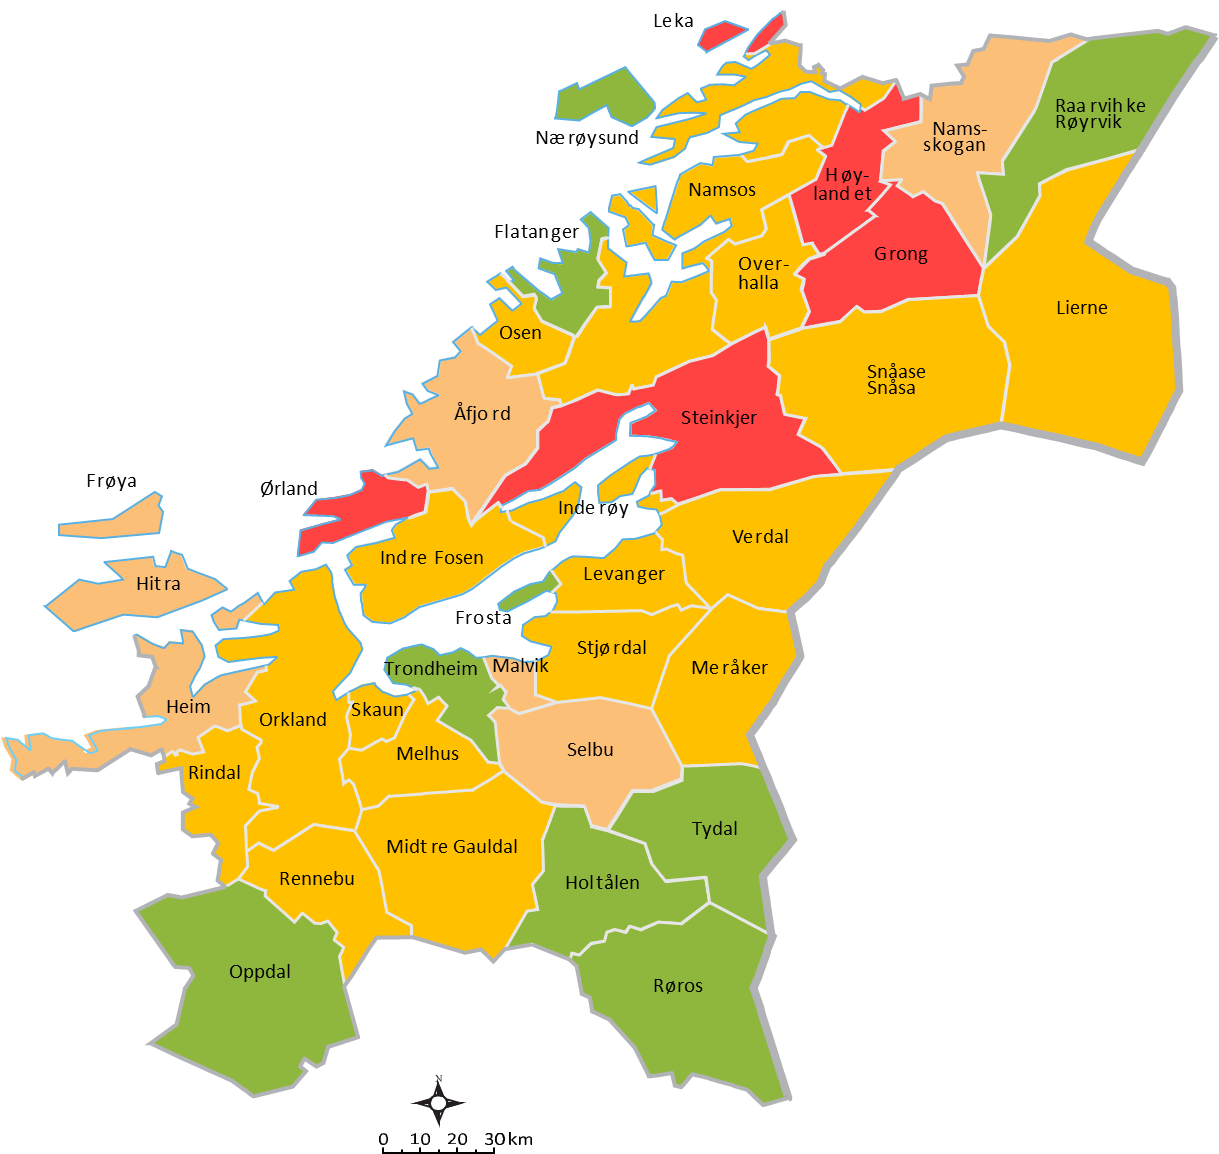 Leka
Raarvihke
Røyrvik
Nams-
skogan
Nærøysund
Høy-
landet
Namsos
Flatanger
Grong
Over-
halla
Lierne
Osen
Snåase
Snåsa
Åfjord
Steinkjer
Frøya
Ørland
Inderøy
Verdal
Indre Fosen
Levanger
Hitra
Frosta
Stjørdal
Malvik
Meråker
Trondheim
Heim
Skaun
Orkland
Selbu
Melhus
Rindal
Tydal
Midtre Gauldal
Rennebu
Holtålen
Oppdal
Røros
N
0 10 20 30 km